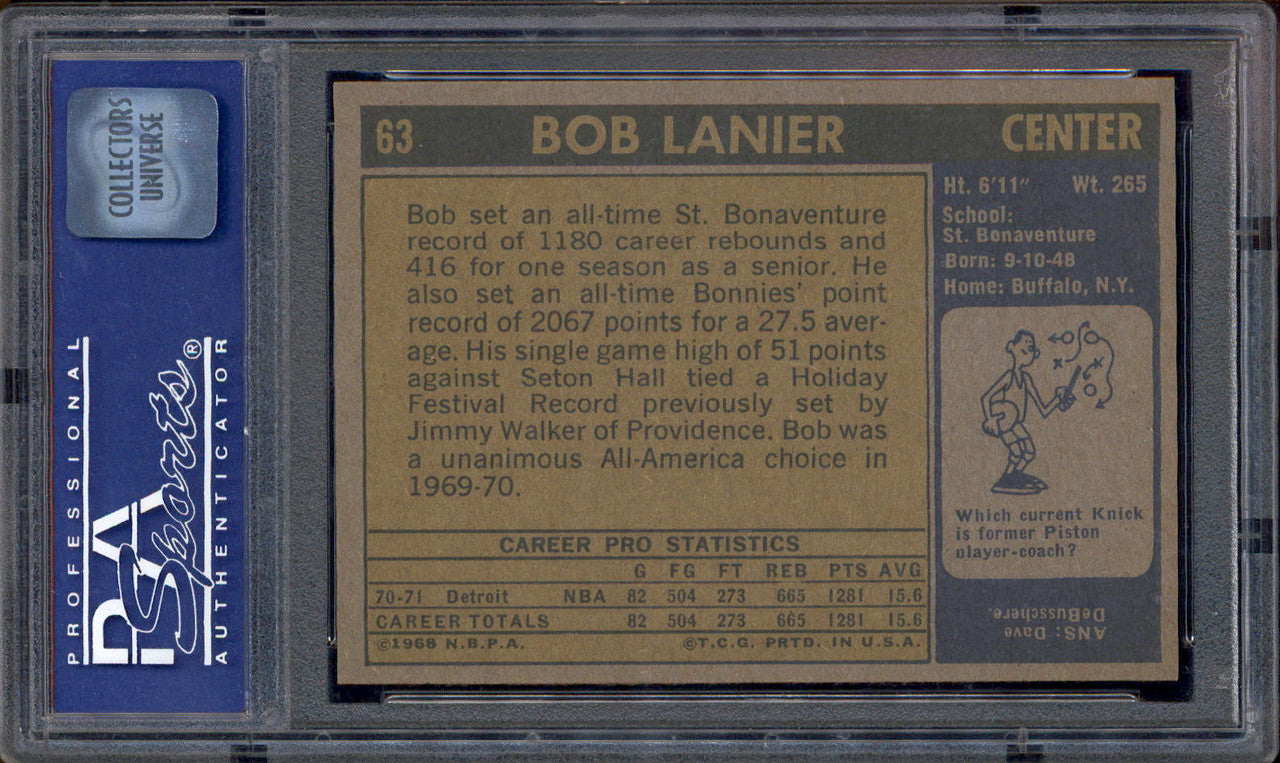 COLLECTORS
UNIVERSE
PROFESSIONAL
PSA
Sports®
AUTHENTICATOR
63 BOB LANIER CENTER
Bob set an all-time St. Bonaventure
record of 1180 career rebounds and
416 for one season as a senior. He
also set an all-time Bonnies' point
record of 2067 points for a 27.5 aver-
age. His single game high of 51 points
against Seton Hall tied a Holiday
Festival Record previously set by
Jimmy Walker of Providence. Bob was
a unanimous All-America choice in
1969-70.
CAREER PRO STATISTICS
G FG FT REB PTS AVG
70-71 Detroit NBA 82 504 273 665 1281 15.6
CAREER TOTALS 82 504 273 665 1281 15.6
©1968 N.B.P.A. ©T.C.G. PRTD. IN U.S.A.
Ht. 6'11" Wt. 265
School:
St. Bonaventure
Born: 9-10-48
Home: Buffalo, N.Y.
Which current Knick
is former Piston
player-coach?
ANS: Dave
DeBusschere.